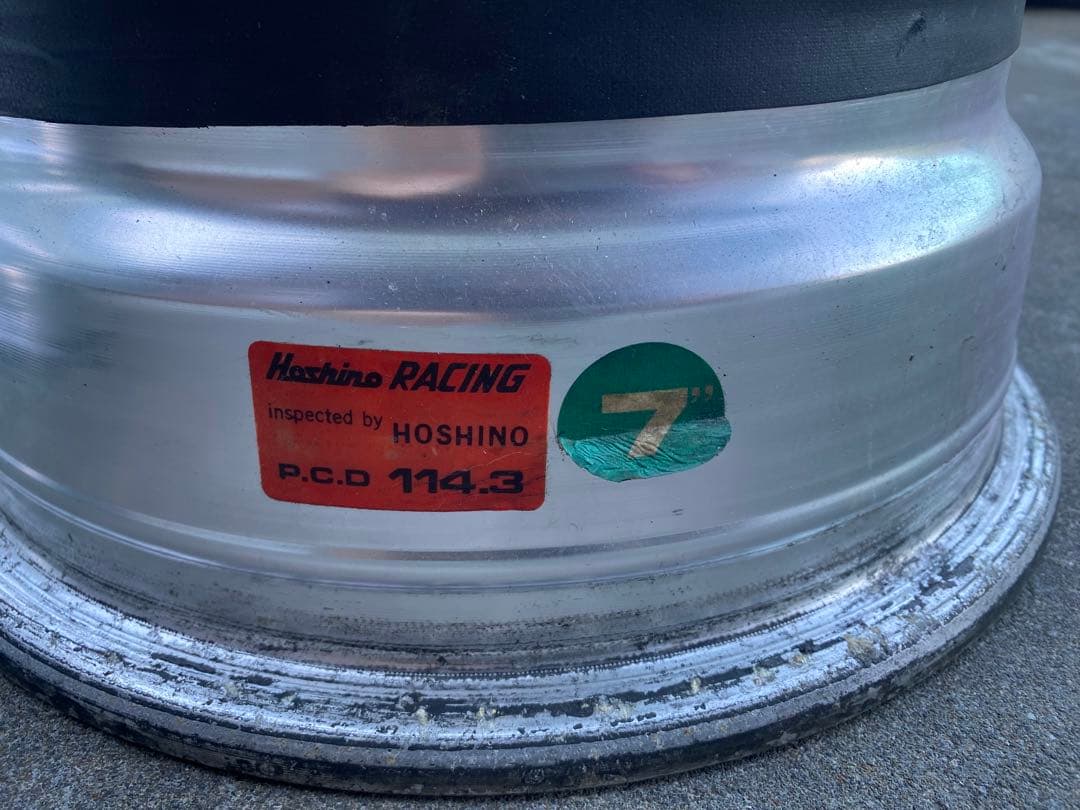 Hoshino RACING
inspected by HOSHINO
P.C.D 114.3
7"